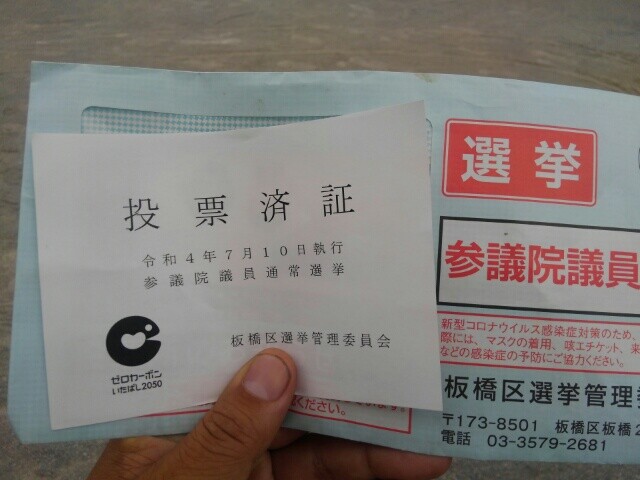 投票済証
令和4年7月10日執行
参議院議員通常選挙
板橋区選挙管理委員会
ゼロカーボン
いたばし2050
選挙
参議院議員
新型コロナウイルス感染症対策のため、
際には、マスクの着用、咳エチケット、来
などの感染症の予防にご協力ください。
板橋区選挙管理
〒173-8501 板橋区板橋2
電話 03-3579-2681
ください。